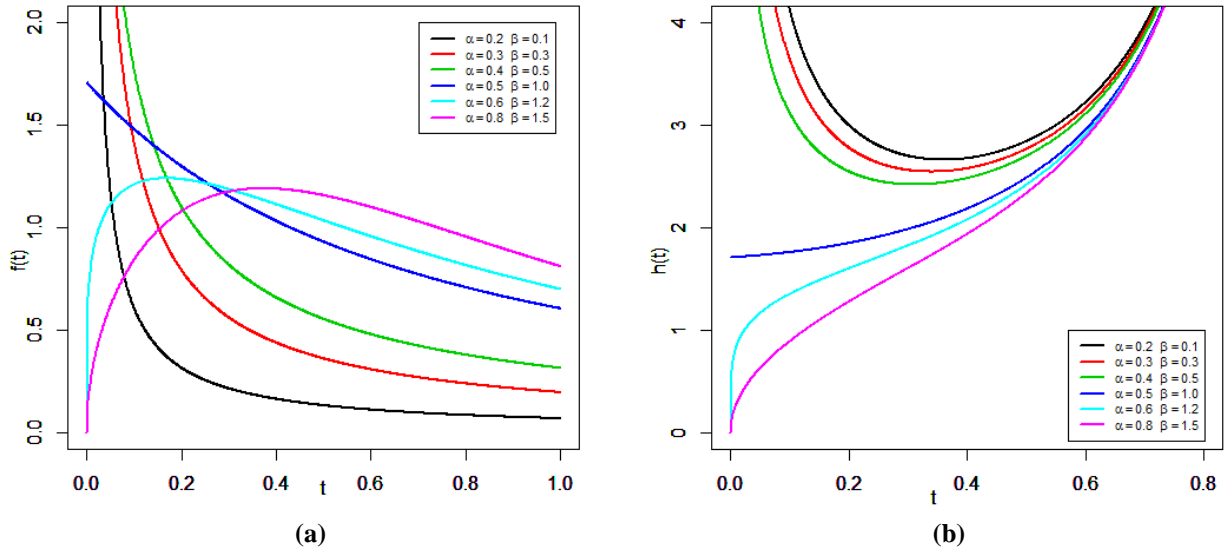 2.0
1.5
1.0
0.5
0.0
f(t)
α = 0.2 β = 0.1
α = 0.3 β = 0.3
α = 0.4 β = 0.5
α = 0.5 β = 1.0
α = 0.6 β = 1.2
α = 0.8 β = 1.5
0.0 0.2 0.4 0.6 0.8 1.0
t
(a)
4
3
2
1
0
h(t)
α = 0.2 β = 0.1
α = 0.3 β = 0.3
α = 0.4 β = 0.5
α = 0.5 β = 1.0
α = 0.6 β = 1.2
α = 0.8 β = 1.5
0.0 0.2 0.4 0.6 0.8
t
(b)